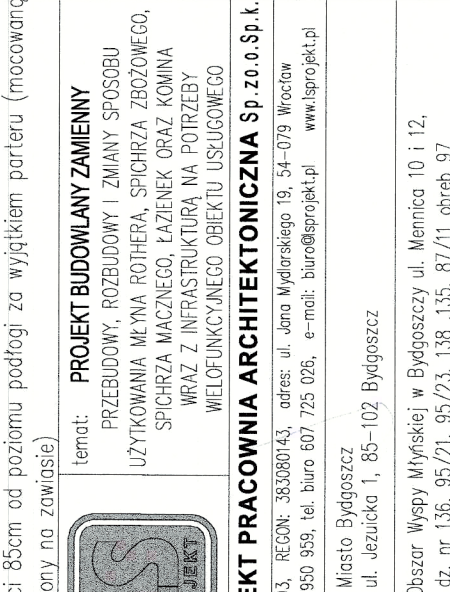 ci 85cm od poziomu podłogi za wyjątkiem parteru (mocowaną
ony na zawiasie)
temat: PROJEKT BUDOWLANY ZAMIENNY
PRZEBUDOWY, ROZBUDOWY I ZMIANY SPOSOBU
UŻYTKOWANIA MŁYNA ROTHERA, SPICHRZA ZBOŻOWEGO,
SPICHRZA MĄCZNEGO, ŁAZIENEK ORAZ KOMINA
WRAZ Z INFRASTRUKTURĄ NA POTRZEBY
WIELOFUNKCYJNEGO OBIEKTU USŁUGOWEGO
S
JEKT
EKT PRACOWNIA ARCHITEKTONICZNA Sp.zo.o.Sp.k.
3, REGON: 383080143, adres: ul. Jana Mydlarskiego 19, 54-079 Wrocław
950 959, tel. biuro 607 725 026, e-mail: biuro@lsprojekt.pl www.lsprojekt.pl
Miasto Bydgoszcz
ul. Jezuicka 1, 85-102 Bydgoszcz
Obszar Wyspy Młyńskiej w Bydgoszczy ul. Mennica 10 i 12,
dz. nr 136, 95/21, 95/23, 138 ,135, 87/11 obręb 97